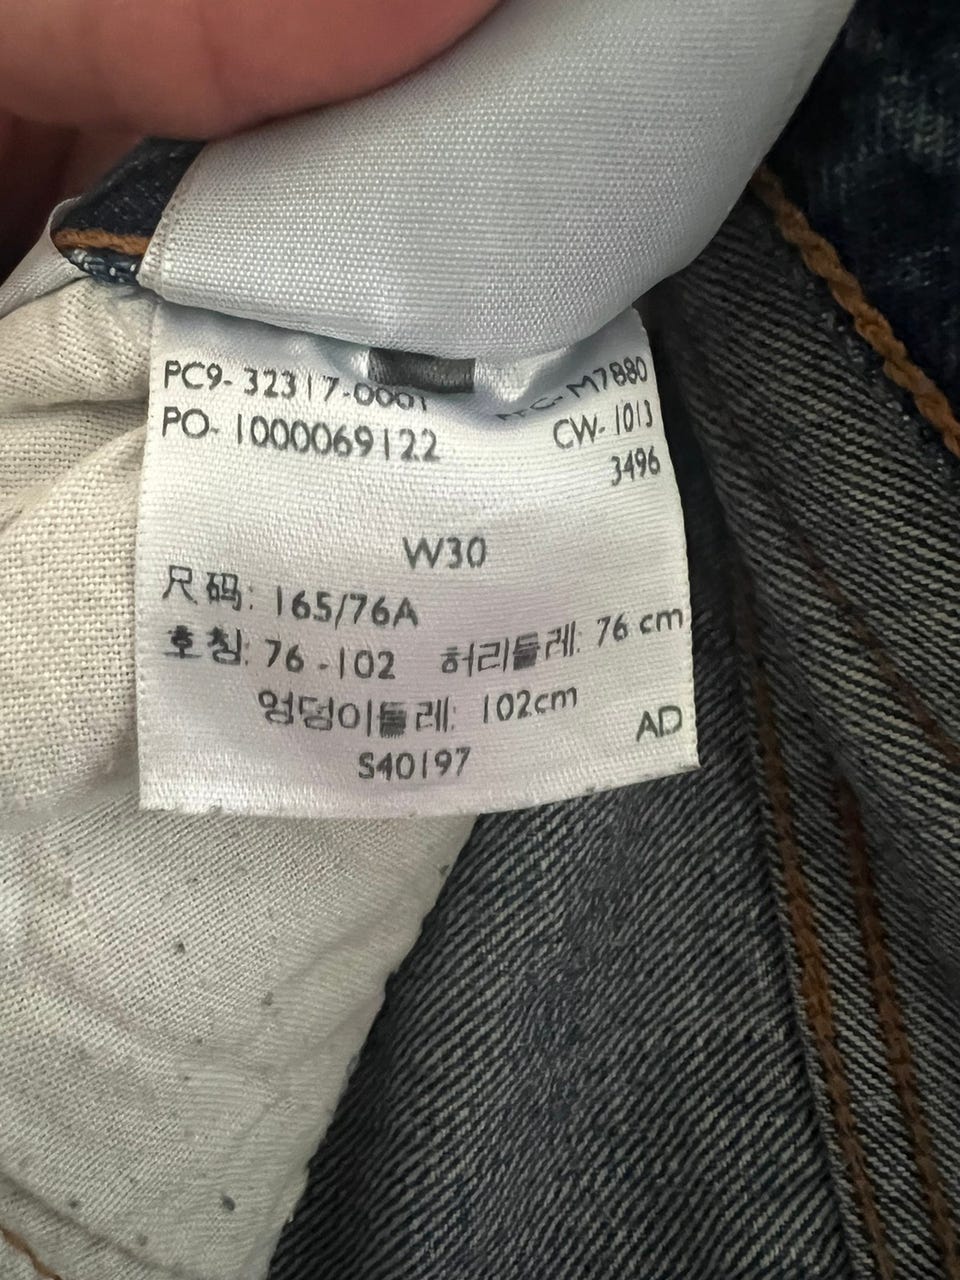 PC9- 32317-0001
PO- 1000069122
M7880
CW- 1013
3496
W30
尺码: 165/76A
호칭: 76 -102 허리둘레: 76 cm
엉덩이둘레: 102cm
AD
S40197